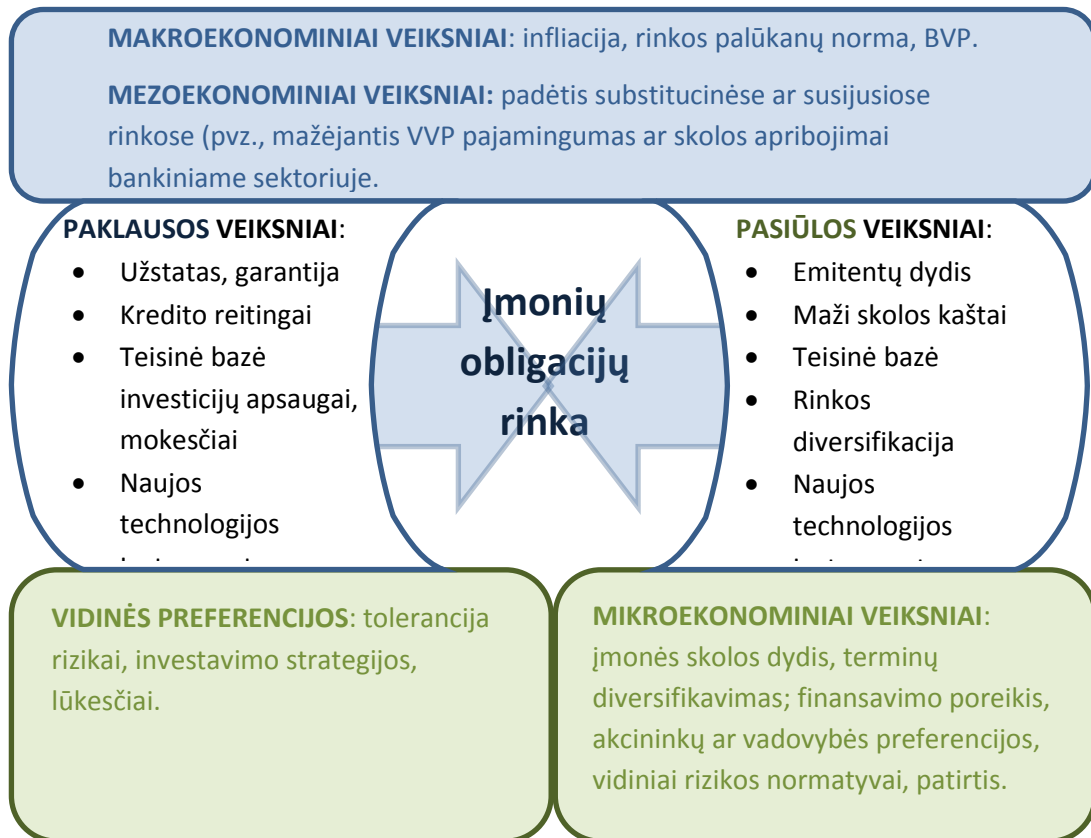 MAKROEKONOMINIAI VEIKSNIAI: infliacija, rinkos palūkanų norma, BVP.
MEZOEKONOMINIAI VEIKSNIAI: padėtis substitucinėse ar susijusiose
rinkose (pvz., mažėjantis VVP pajamingumas ar skolos apribojimai
bankiniame sektoriuje.
PAKLAUSOS VEIKSNIAI:
• Užstatas, garantija
• Kredito reitingai
• Teisinė bazė
investicijų apsaugai,
mokesčiai
• Naujos
technologijos
Įmonių
obligacijų
rinka
PASIŪLOS VEIKSNIAI:
• Emitentų dydis
• Maži skolos kaštai
• Teisinė bazė
• Rinkos
diversifikacija
• Naujos
technologijos
VIDINĖS PREFERENCIJOS: tolerancija
rizikai, investavimo strategijos,
lūkesčiai.
MIKROEKONOMINIAI VEIKSNIAI:
įmonės skolos dydis, terminų
diversifikavimas; finansavimo poreikis,
akcininkų ar vadovybės preferencijos,
vidiniai rizikos normatyvai, patirtis.